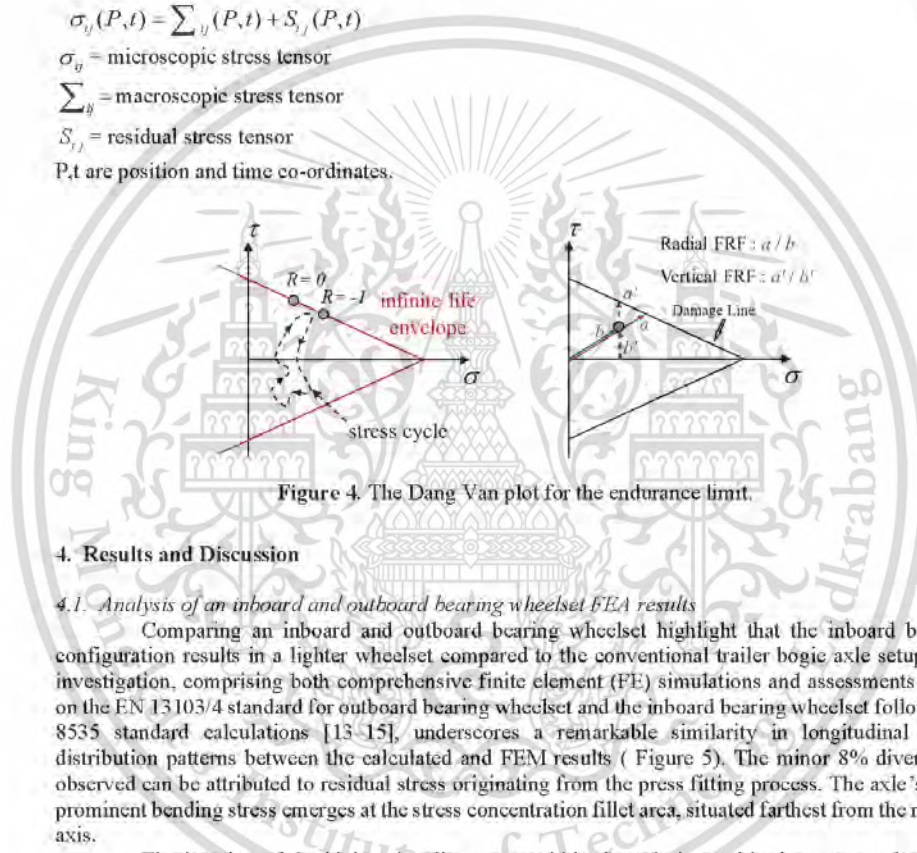 σij(P,t) = ∑ij(P,t) + Sij(P,t)
σij = microscopic stress tensor
∑ij = macroscopic stress tensor
Sij = residual stress tensor
P,t are position and time co-ordinates.
τ
R= 0
R= -1
infinite life
envelope
σ
stress cycle
τ
Radial FRF : a / b
Vertical FRF : a' / b'
Damage Line
a'
a
b
b'
σ
Figure 4. The Dang Van plot for the endurance limit.
4. Results and Discussion
4.1. Analysis of an inboard and outboard bearing wheelset FEA results
Comparing an inboard and outboard bearing wheelset highlight that the inboard b
configuration results in a lighter wheelset compared to the conventional trailer bogie axle setup
investigation, comprising both comprehensive finite element (FE) simulations and assessments
on the EN 13103/4 standard for outboard bearing wheelset and the inboard bearing wheelset follo
8535 standard calculations [13-15], underscores a remarkable similarity in longitudinal
distribution patterns between the calculated and FEM results ( Figure 5). The minor 8% diver
observed can be attributed to residual stress originating from the press fitting process. The axle's
prominent bending stress emerges at the stress concentration fillet area, situated farthest from the n
axis.
King Mon
dkrabang
stitu
of Technol